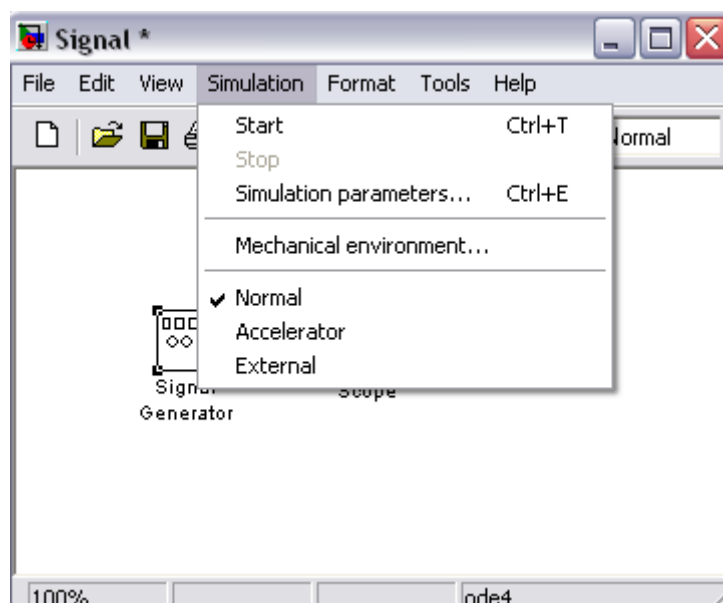 Signal *
File Edit View Simulation Format Tools Help
Start Ctrl+T
Stop
Simulation parameters... Ctrl+E
Mechanical environment...
Normal
Accelerator
External
Scope
Generator
100% ode4